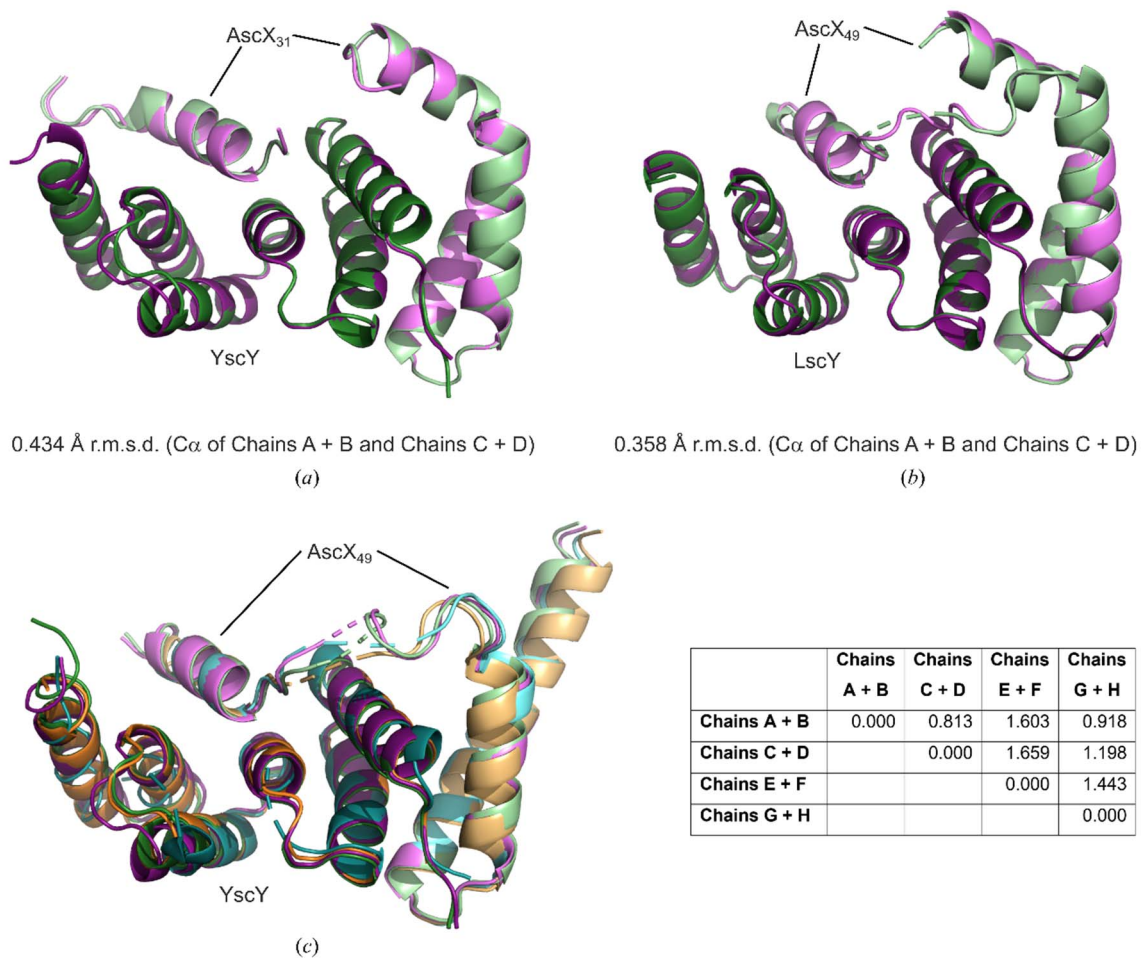 AscX31
YscY
0.434 Å r.m.s.d. (Cα of Chains A + B and Chains C + D)
(a)
AscX49
LscY
0.358 Å r.m.s.d. (Cα of Chains A + B and Chains C + D)
(b)
AscX49
YscY
(c)
Chains A + B Chains C + D Chains E + F Chains G + H
Chains A + B 0.000 0.813 1.603 0.918
Chains C + D 0.000 1.659 1.198
Chains E + F 0.000 1.443
Chains G + H 0.000